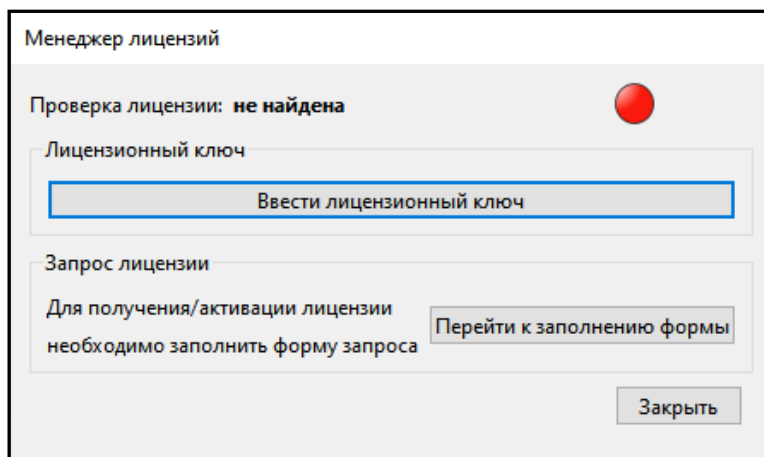 Менеджер лицензий
Проверка лицензии: не найдена
Лицензионный ключ
Ввести лицензионный ключ
Запрос лицензии
Для получения/активации лицензии
необходимо заполнить форму запроса
Перейти к заполнению формы
Закрыть